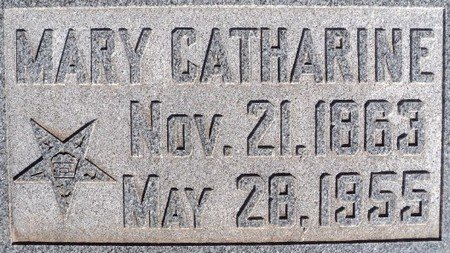 MARY CATHARINE
NOV. 21, 1863
MAY 28, 1955